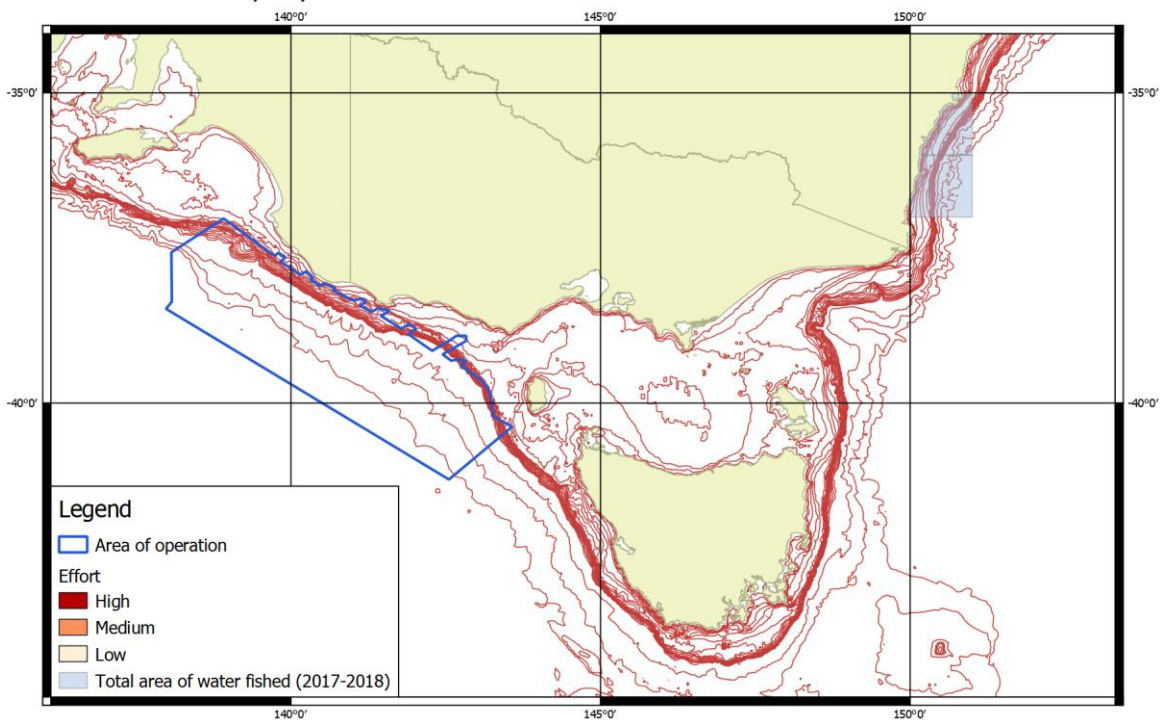 140°0' 145°0' 150°0'
-35°0' -35°0'
-40°0' -40°0'
Legend
Area of operation
Effort
High
Medium
Low
Total area of water fished (2017-2018)
140°0' 145°0' 150°0'